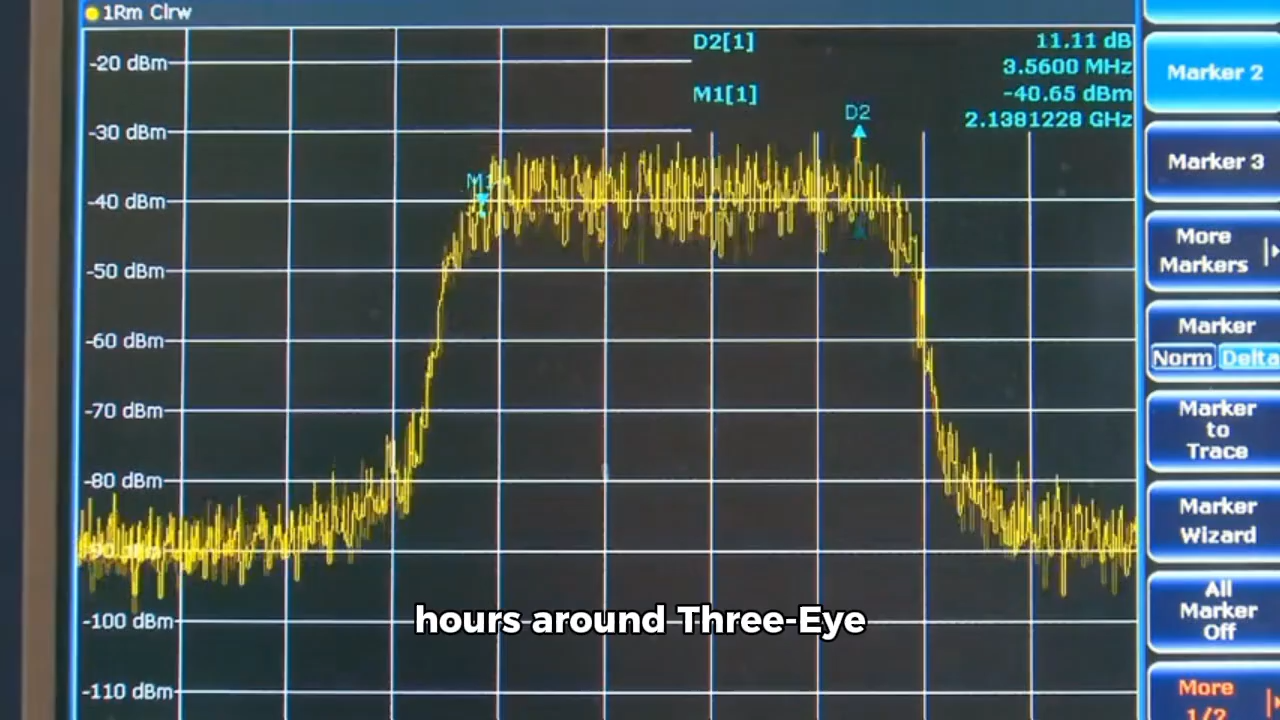 1Rm Clrw
D2[1]
11.11 dB
3.5600 MHz
M1[1]
-40.65 dBm
2.1381228 GHz
D2
M1
-20 dBm
-30 dBm
-40 dBm
-50 dBm
-60 dBm
-70 dBm
-80 dBm
-90 dBm
-100 dBm
-110 dBm
hours around Three-Eye
Marker 2
Marker 3
More
Markers
Marker
Norm Delta
Marker
to
Trace
Marker
Wizard
All
Marker
Off
More
1/2